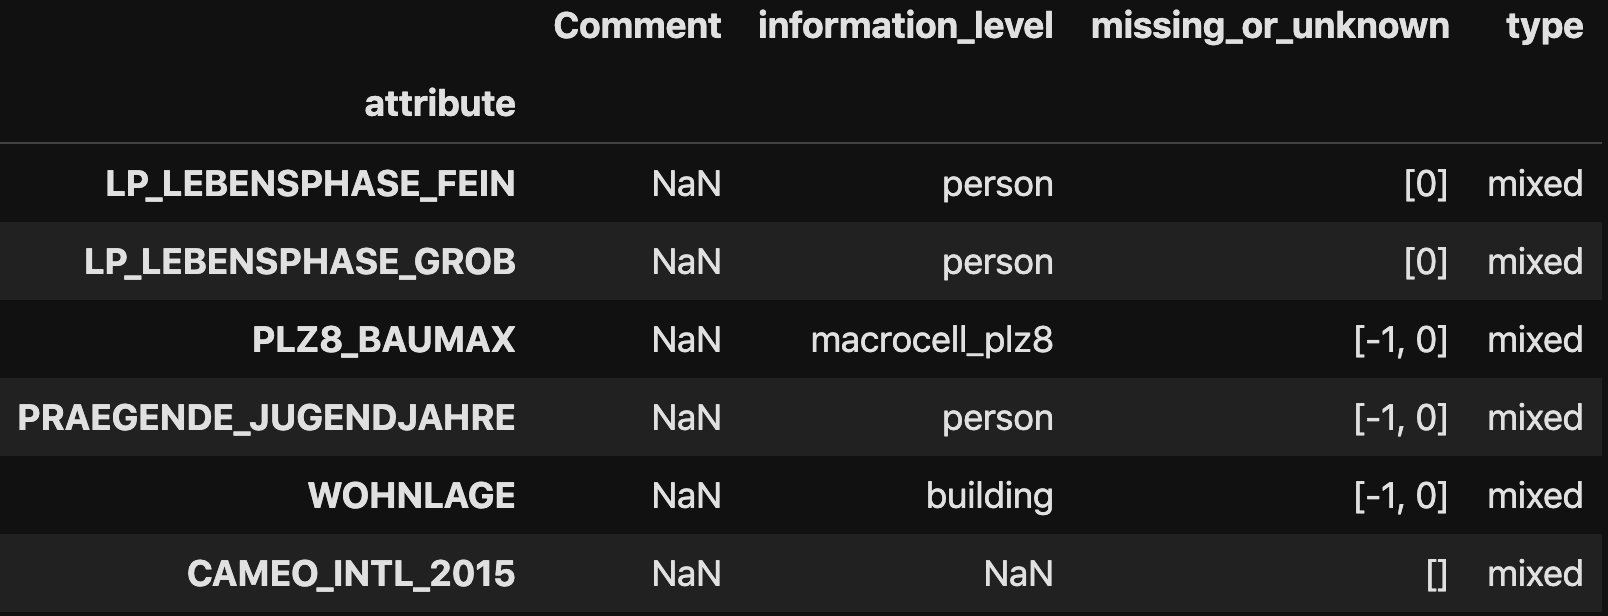 Comment information_level missing_or_unknown type
attribute
LP_LEBENSPHASE_FEIN NaN person [0] mixed
LP_LEBENSPHASE_GROB NaN person [0] mixed
PLZ8_BAUMAX NaN macrocell_plz8 [-1, 0] mixed
PRAEGENDE_JUGENDJAHRE NaN person [-1, 0] mixed
WOHNLAGE NaN building [-1, 0] mixed
CAMEO_INTL_2015 NaN NaN [] mixed